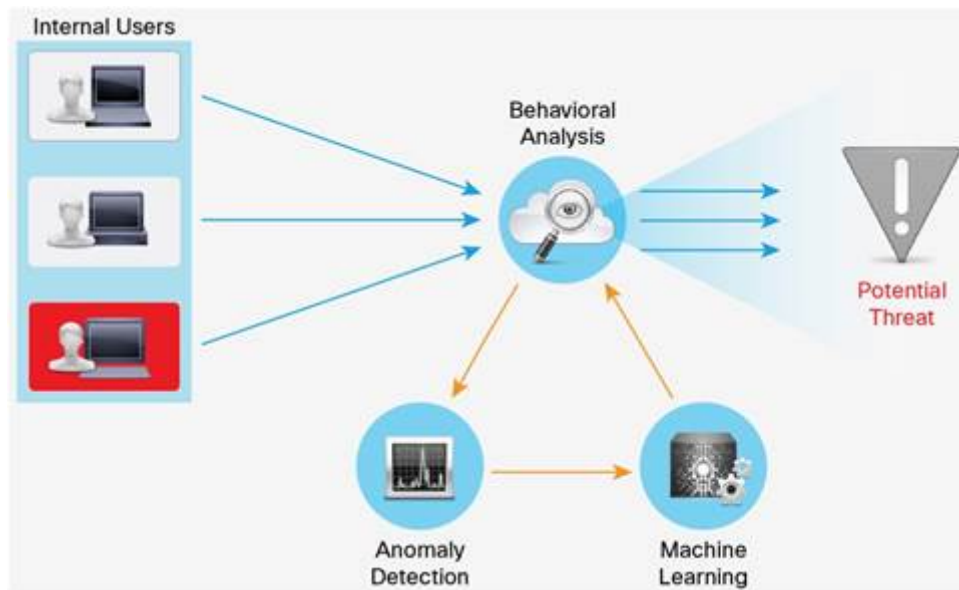 Internal Users
Behavioral
Analysis
Potential
Threat
Anomaly
Detection
Machine
Learning